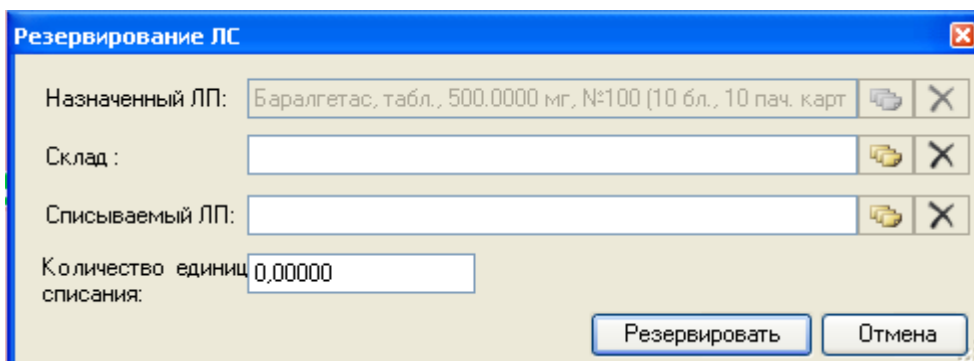 Резервирование ЛС
Назначенный ЛП: Баралгетас, табл., 500.0000 мг, №100 (10 бл., 10 пач. карт
Склад :
Списываемый ЛП:
Количество единиц 0,00000
списания:
Резервировать Отмена